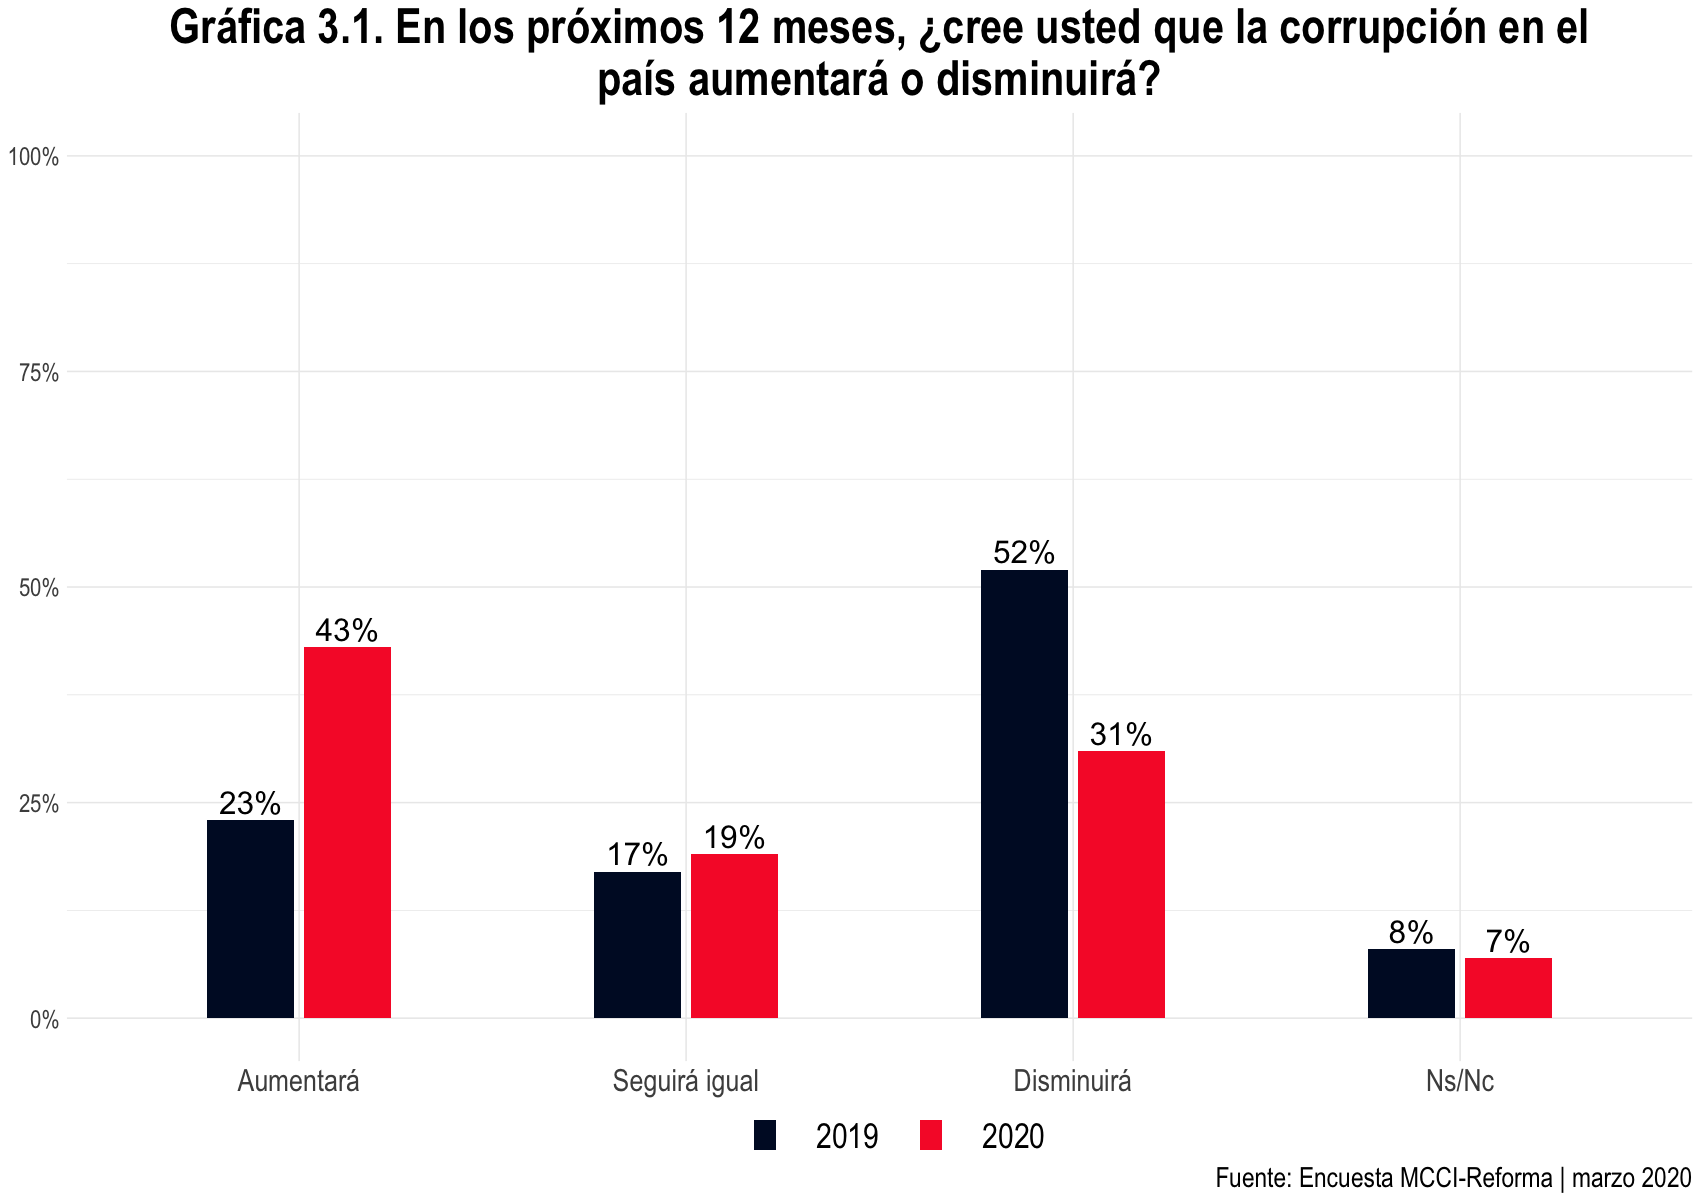 Gráfica 3.1. En los próximos 12 meses, ¿cree usted que la corrupción en el
país aumentará o disminuirá?
100%
75%
50%
25%
0%
23%
43%
17%
19%
52%
31%
8%
7%
Aumentará
Seguirá igual
Disminuirá
Ns/Nc
2019
2020
Fuente: Encuesta MCCI-Reforma | marzo 2020